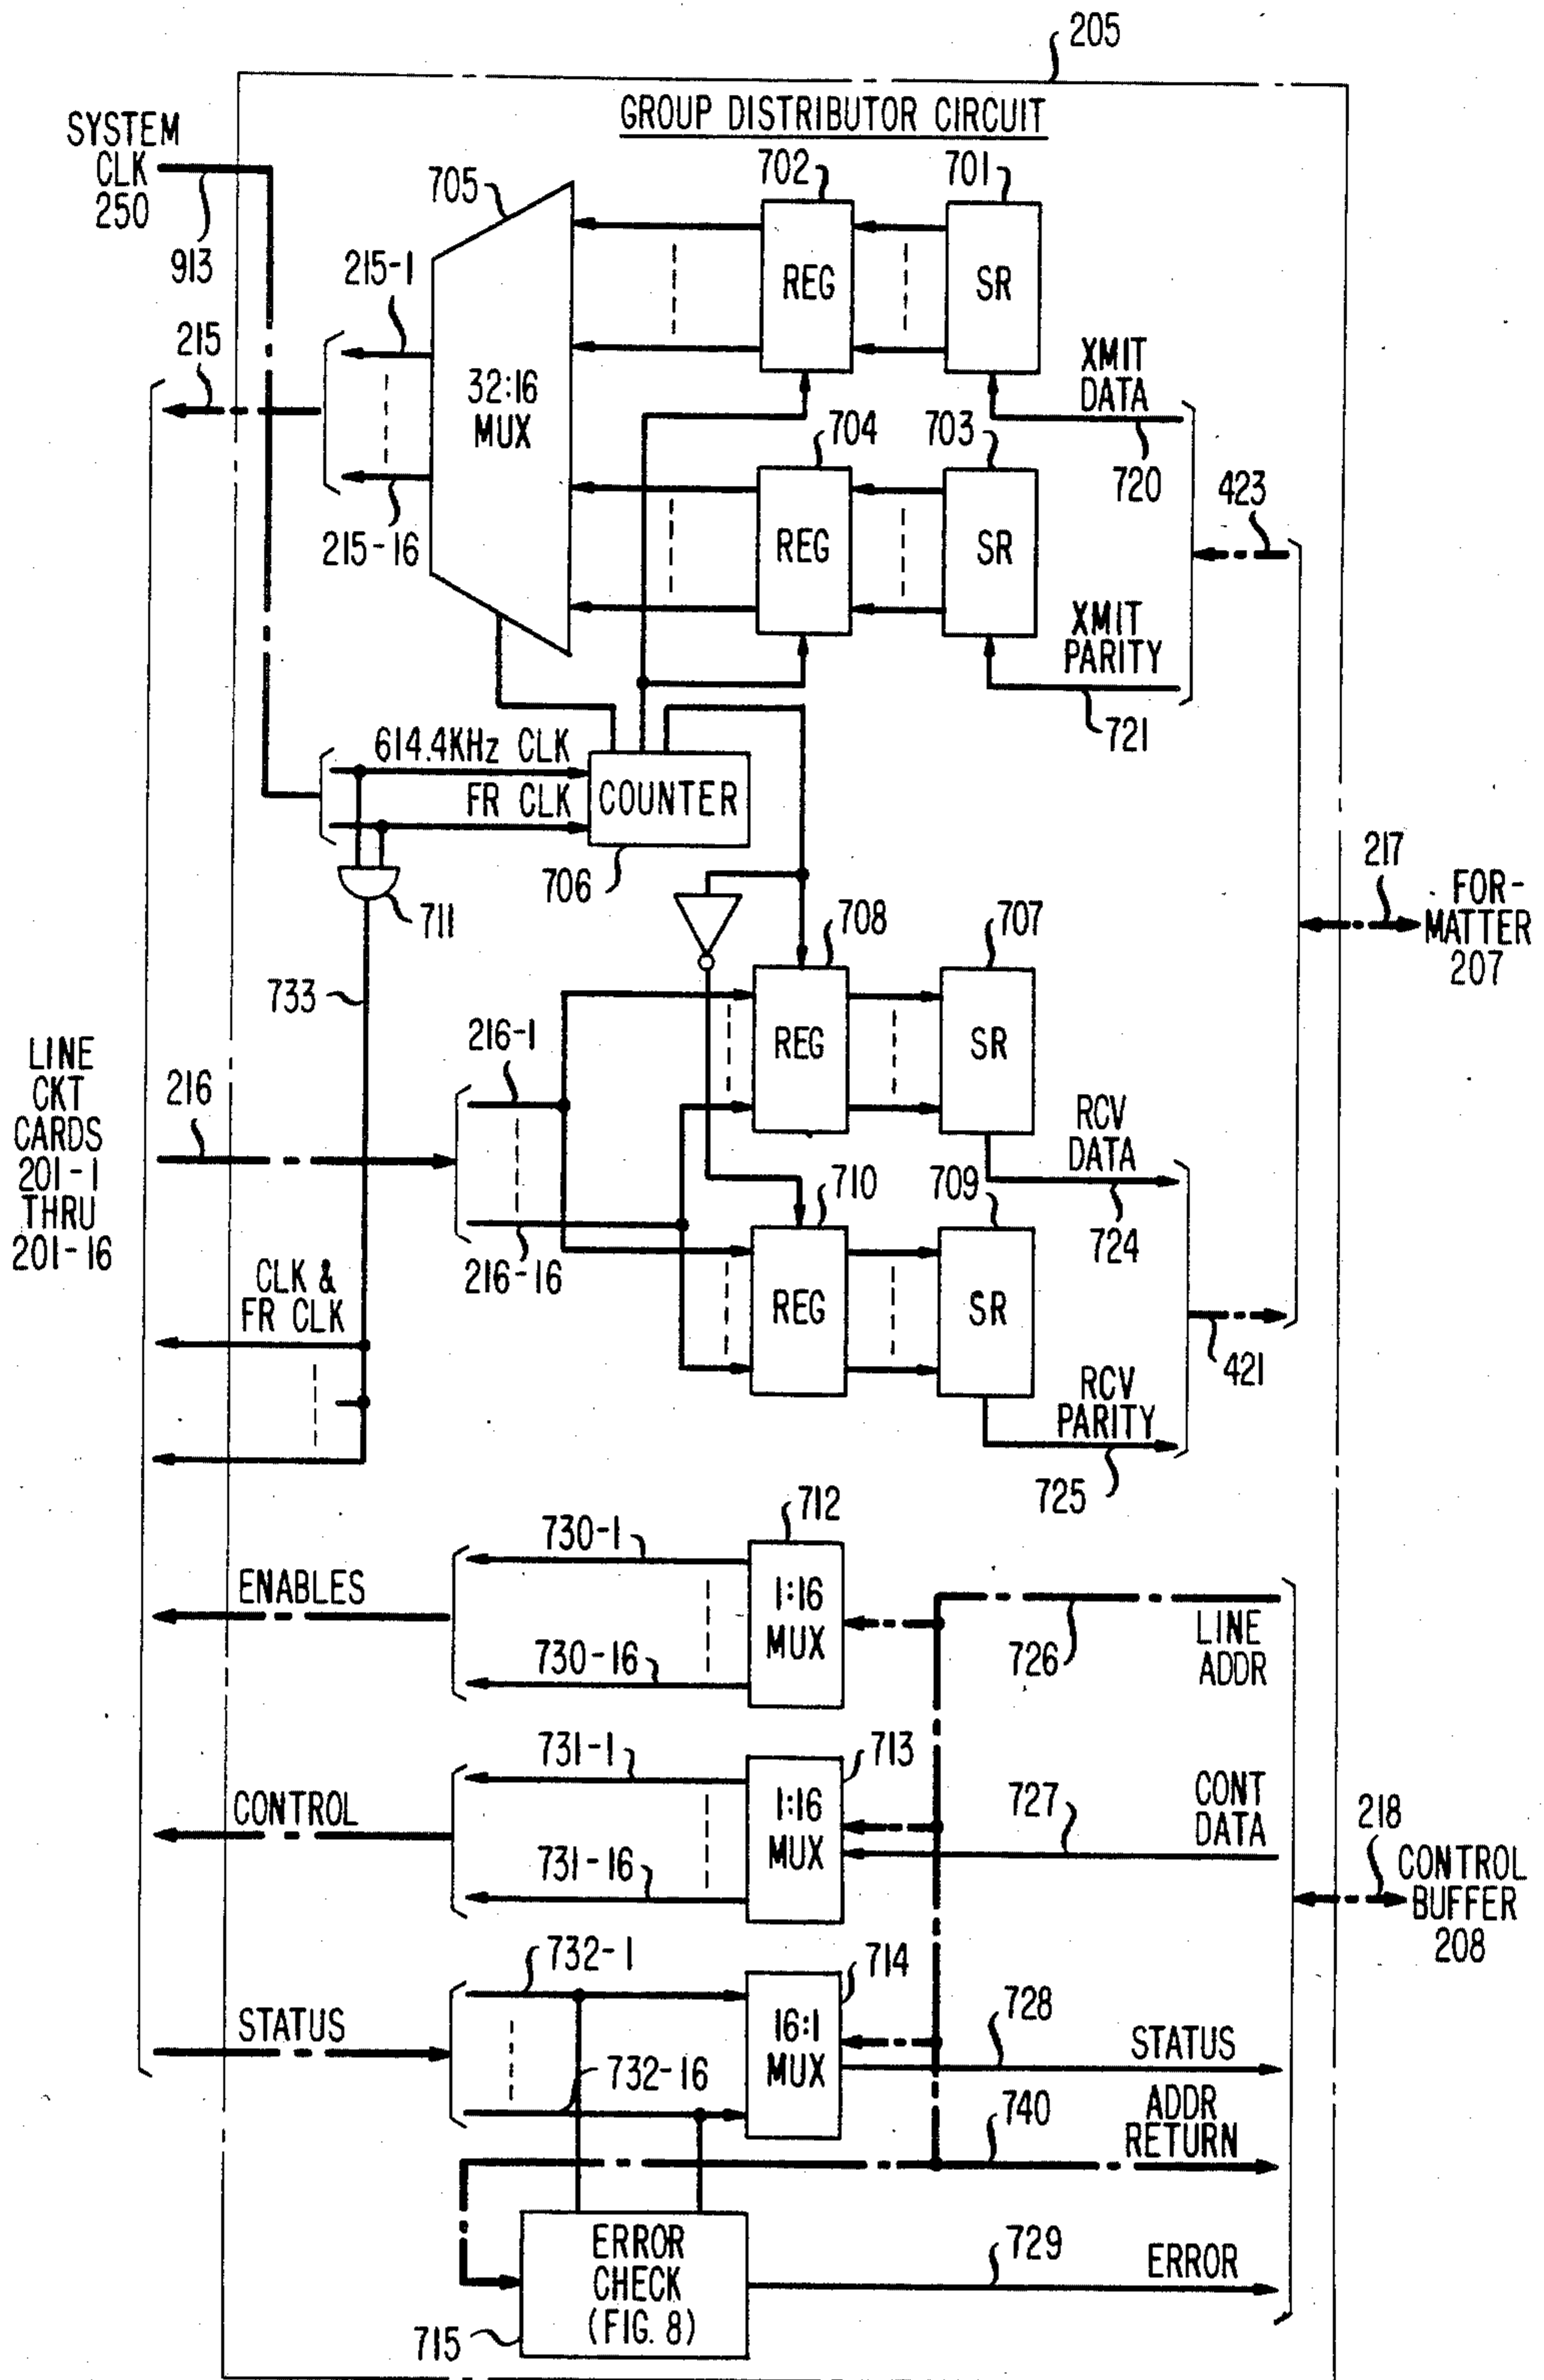 205
GROUP DISTRIBUTOR CIRCUIT
SYSTEM
CLK
250
913
705
702
701
REG
SR
215-1
215
32:16
MUX
XMIT
DATA
720
704
703
423
215-16
REG
SR
XMIT
PARITY
721
614.4KHz CLK
FR CLK
COUNTER
706
711
217
FOR-
MATTER
207
708
707
733
REG
SR
LINE
CKT
CARDS
201-1
THRU
201-16
216
216-1
RCV
DATA
724
710
709
216-16
REG
SR
CLK &
FR CLK
421
RCV
PARITY
725
712
730-1
ENABLES
1:16
MUX
730-16
726
LINE
ADDR
731-1
713
CONTROL
1:16
MUX
727
CONT
DATA
731-16
218
CONTROL
BUFFER
208
732-1
714
STATUS
16:1
MUX
728
STATUS
732-16
740
ADDR
RETURN
ERROR
CHECK
(FIG. 8)
729
ERROR
715